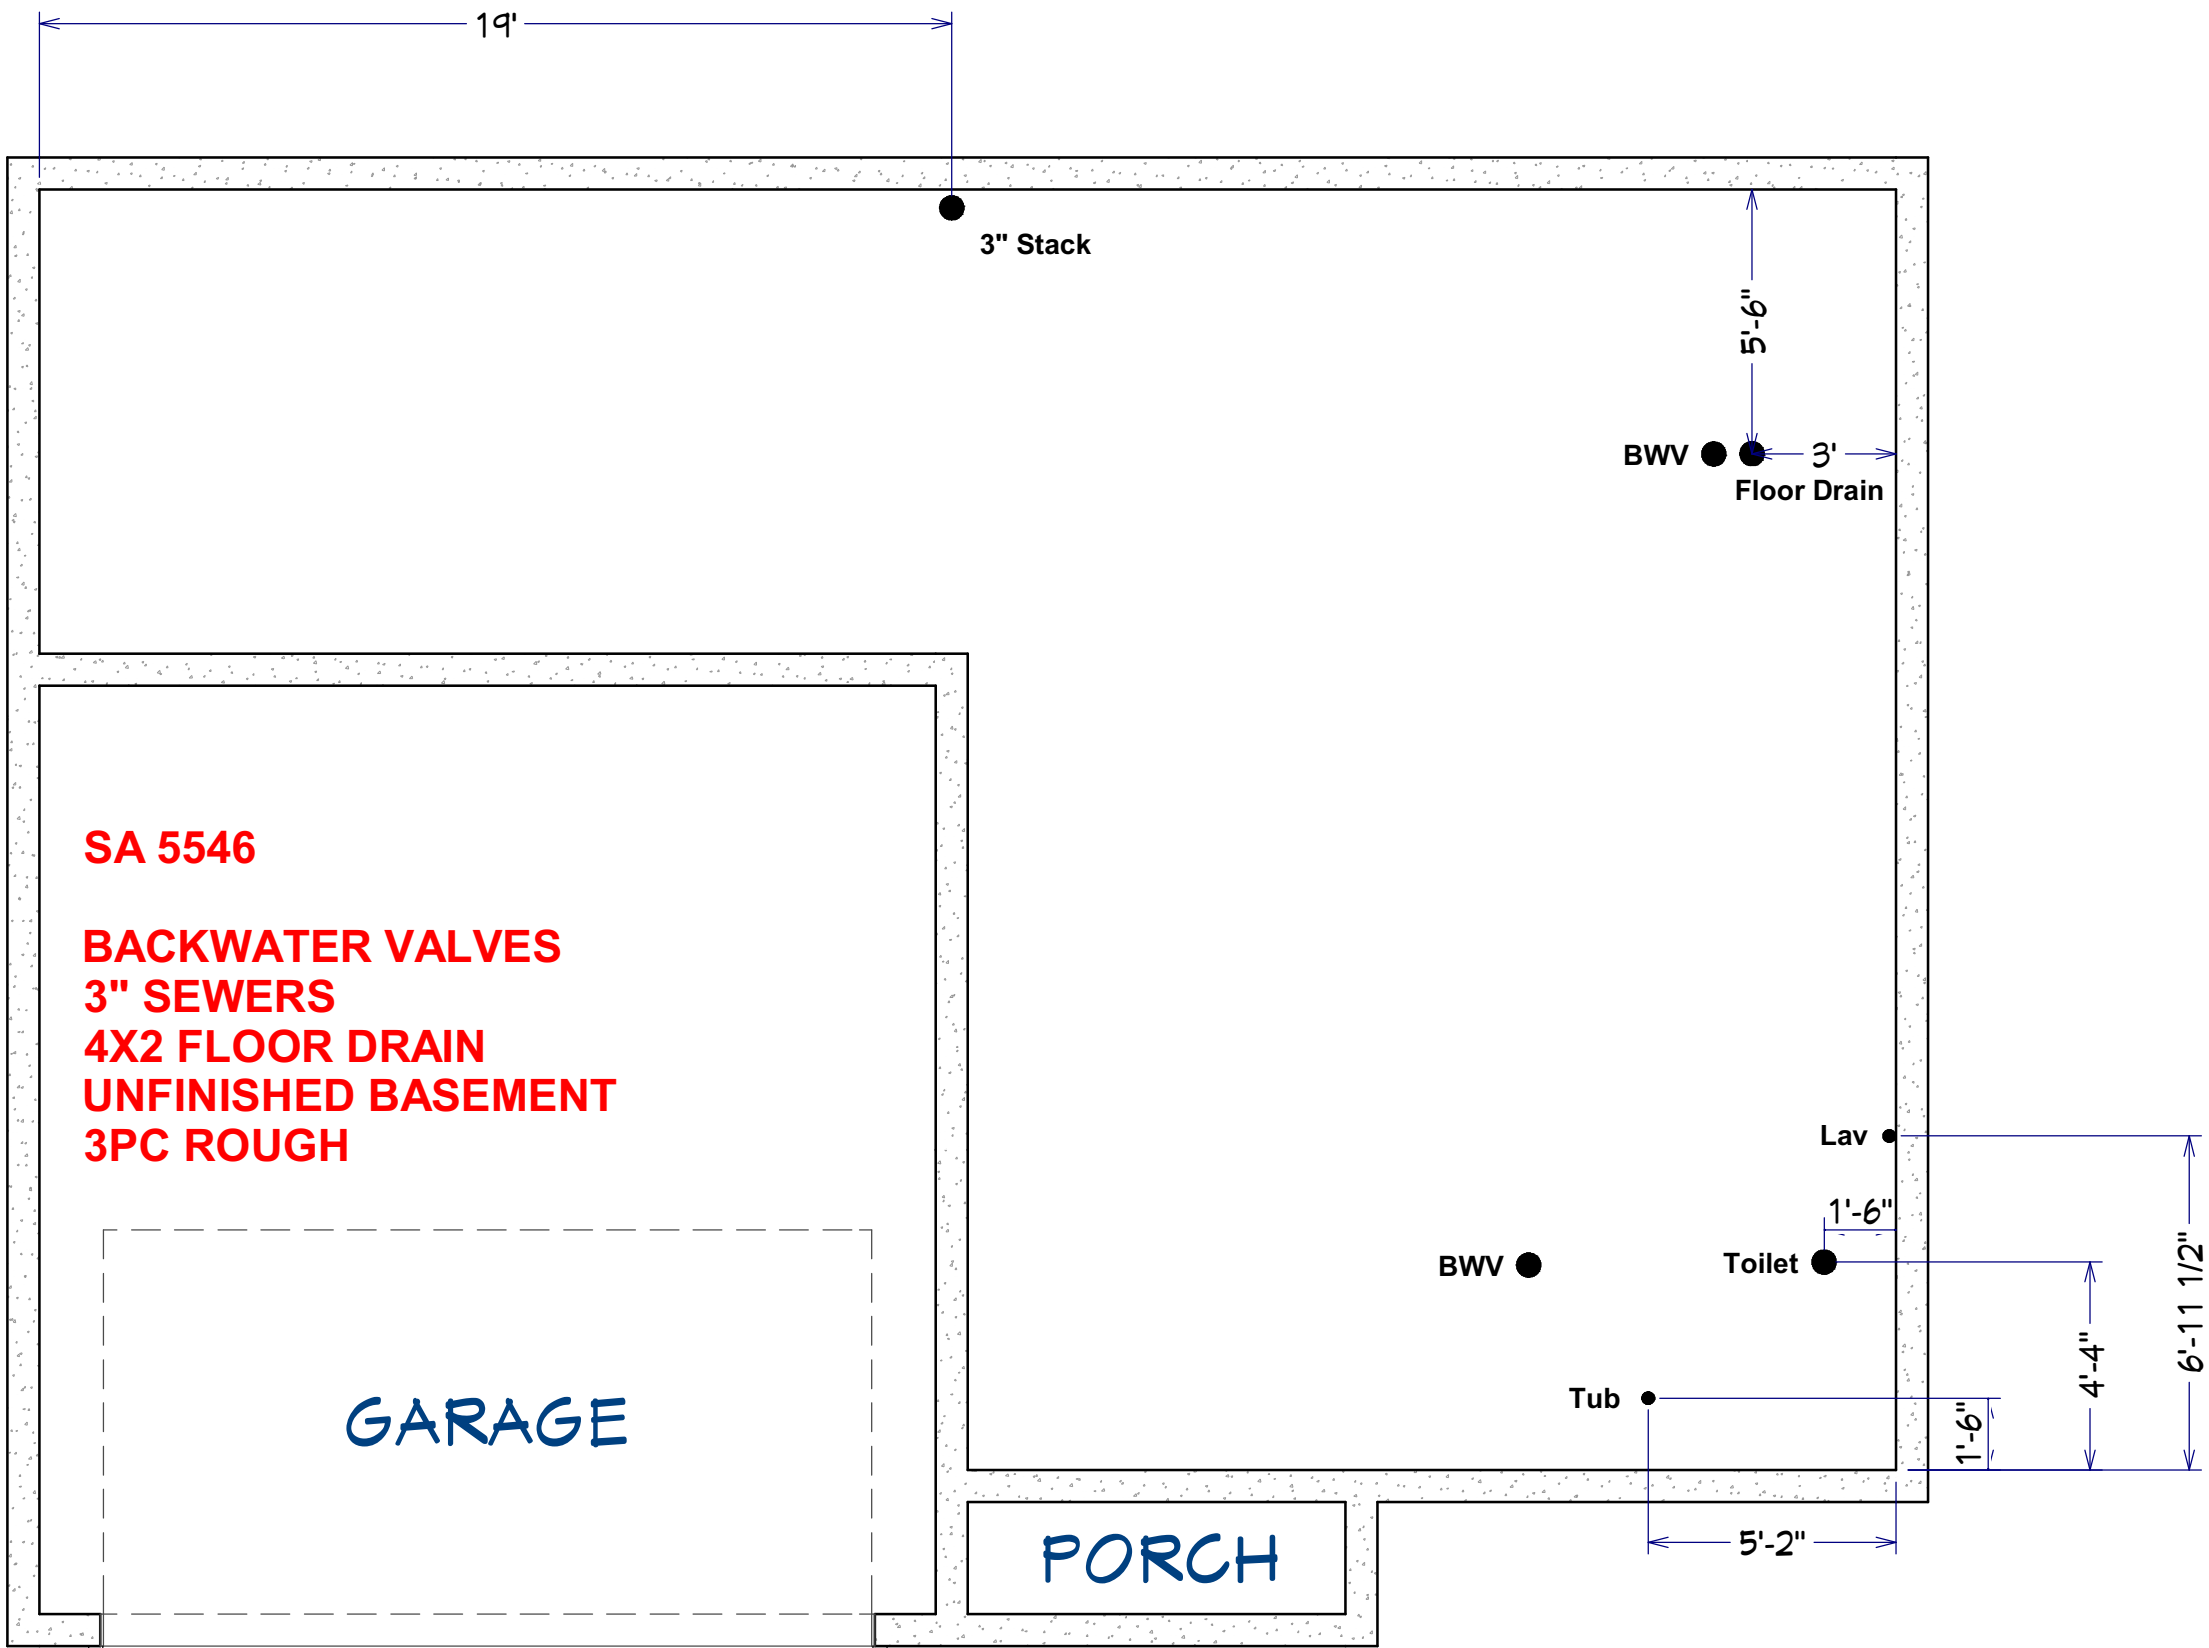 19'
3" Stack
5'-6"
BWV
3'
Floor Drain
SA 5546
BACKWATER VALVES
3" SEWERS
4X2 FLOOR DRAIN
UNFINISHED BASEMENT
3PC ROUGH
Lav
1'-6"
BWV
Toilet
6'-11 1/2"
4'-4"
Tub
1'-6"
GARAGE
PORCH
5'-2"